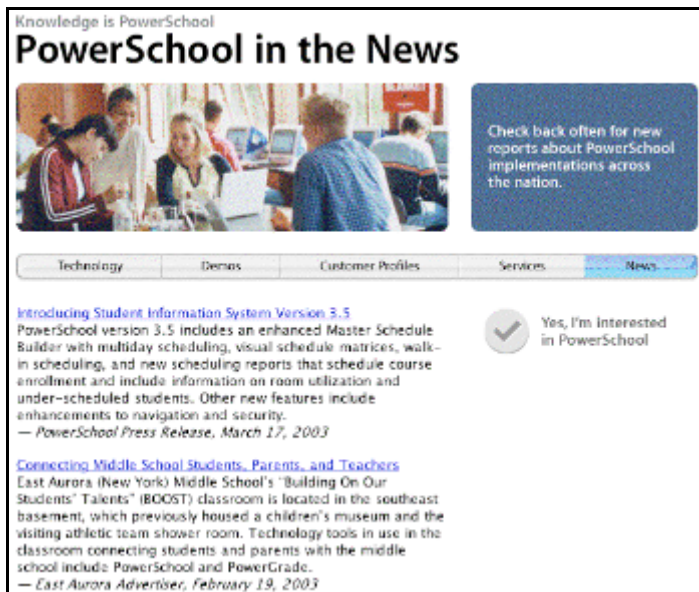 Knowledge is PowerSchool
PowerSchool in the News
Check back often for new
reports about PowerSchool
implementations across
the nation.
Technology
Demos
Customer Profiles
Services
News
Introducing Student Information System Version 3.5
PowerSchool version 3.5 includes an enhanced Master Schedule
Builder with multiday scheduling, visual schedule matrices, walk-
in scheduling, and new scheduling reports that schedule course
enrollment and include information on room utilization and
under-scheduled students. Other new features include
enhancements to navigation and security.
— PowerSchool Press Release, March 17, 2003
Yes, I'm interested
in PowerSchool
Connecting Middle School Students, Parents, and Teachers
East Aurora (New York) Middle School's "Building On Our
Students' Talents" (BOOST) classroom is located in the southeast
basement, which previously housed a children's museum and the
visiting athletic team shower room. Technology tools in use in the
classroom connecting students and parents with the middle
school include PowerSchool and PowerGrade.
— East Aurora Advertiser, February 19, 2003